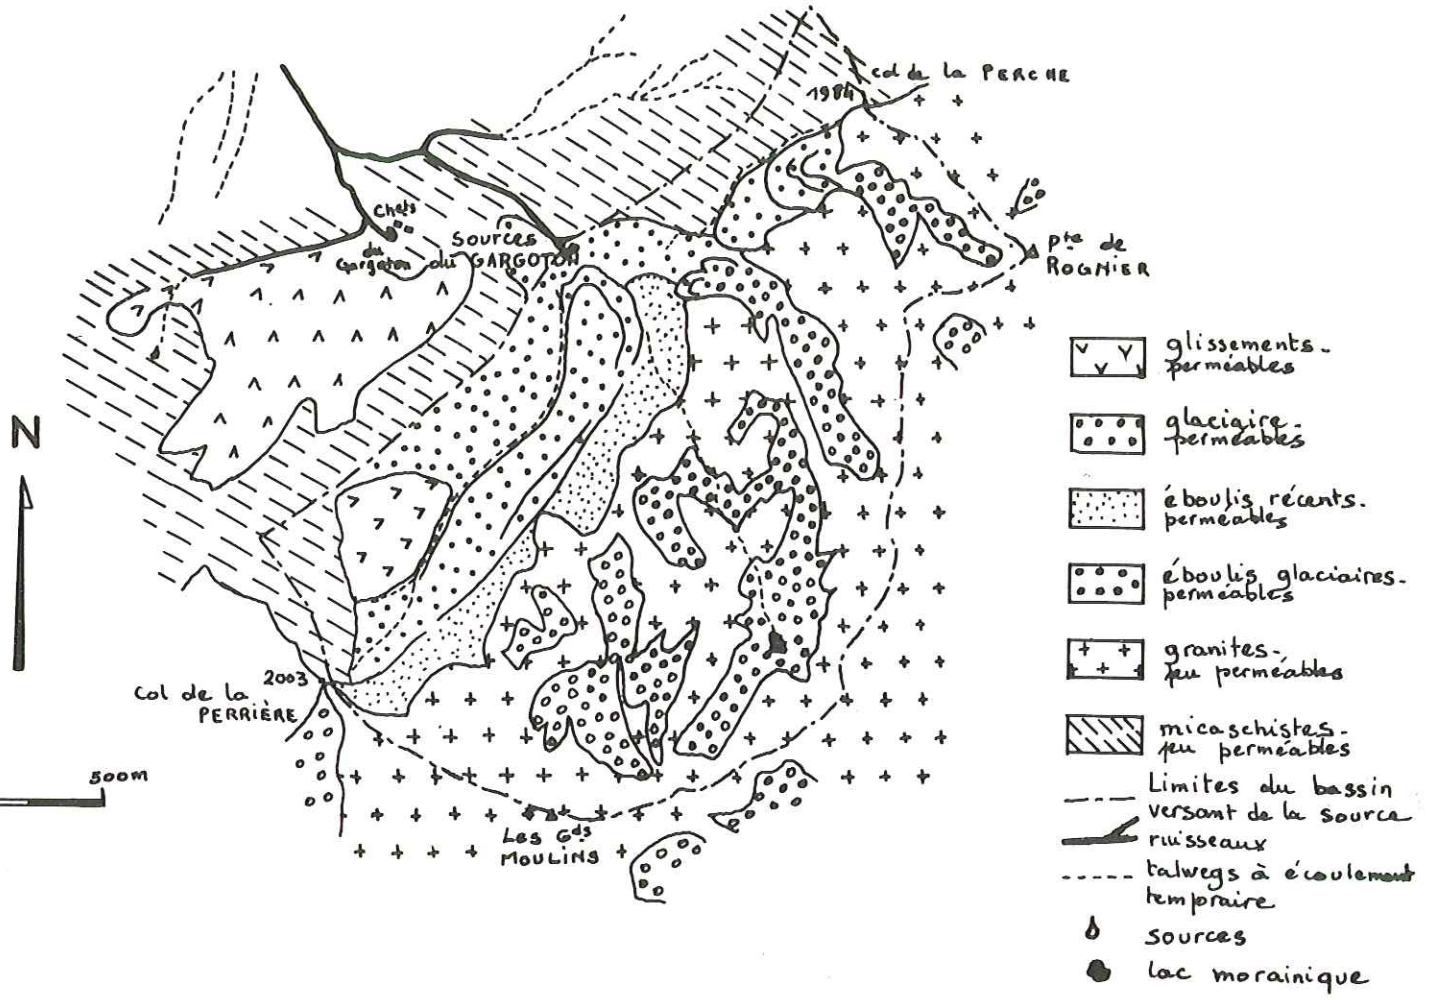 col de la PERCHE
1984
Chets
du
Gargoton
Sources
du GARGOTON
pte de
ROGNIER
N
2003
Col de la
PERRIÈRE
500m
Les Gds
MOULINS
glissements-
perméables
glaciaire-
perméables
éboulis récents-
perméables
éboulis glaciaires-
perméables
granites-
peu perméables
micaschistes-
peu perméables
Limites du bassin
versant de la source
ruisseaux
talwegs à écoulement
temporaire
sources
lac morainique